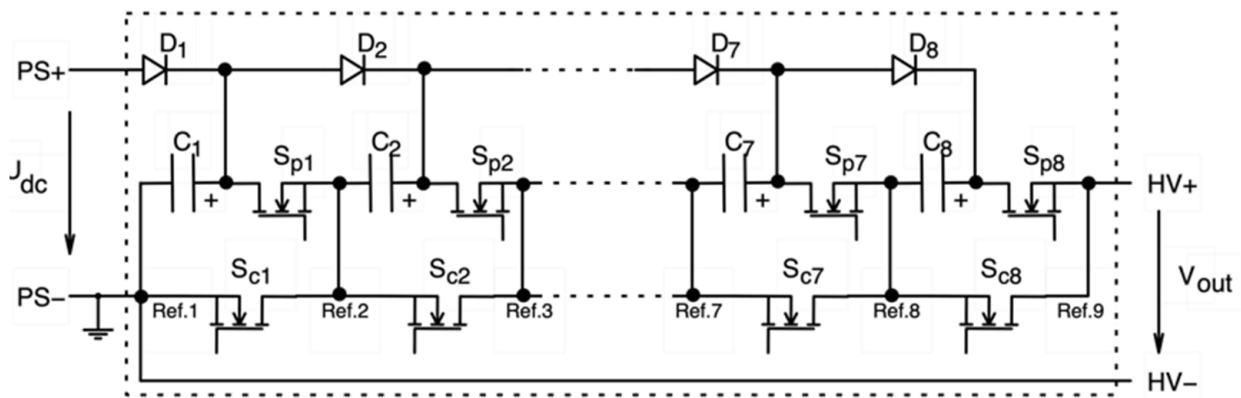 D1 D2 D7 D8
PS+
C1 Sp1 C2 Sp2 C7 Sp7 C8 Sp8
+ + + +
Jdc
HV+
Sc1 Sc2 Sc7 Sc8
Vout
PS−
Ref.1 Ref.2 Ref.3 Ref.7 Ref.8 Ref.9
HV−